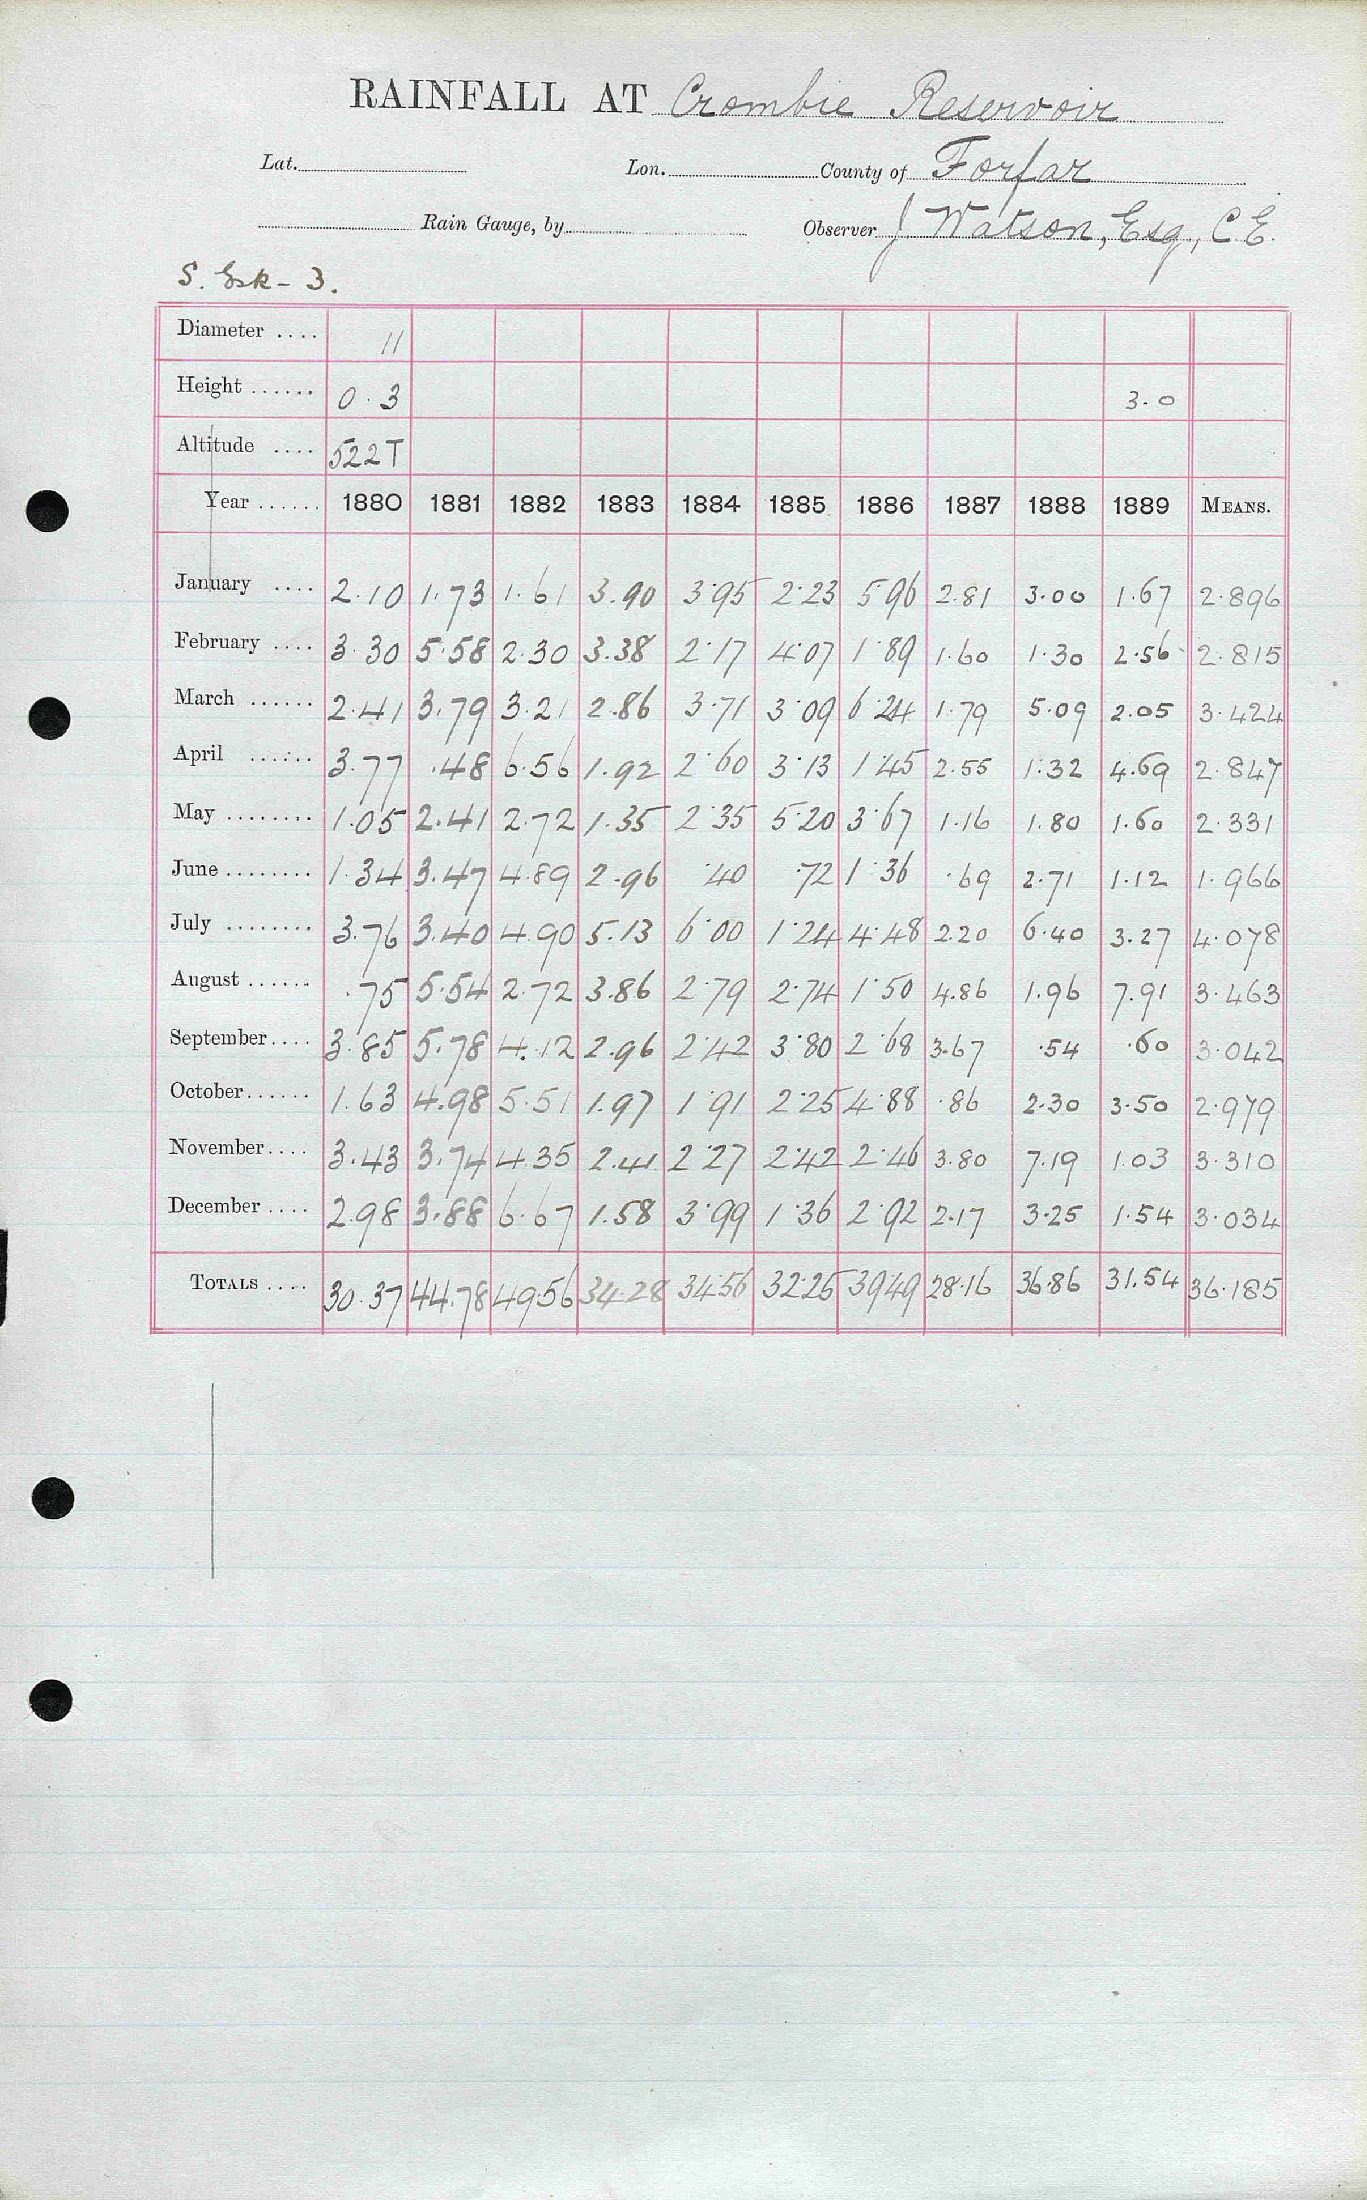 RAINFALL AT Crombie Reservoir
Lat. Lon. County of Forfar
Rain Gauge, by Observer J. Watson, Esq., C.E.
S. Esk - 3.
Diameter .... 11
Height ...... 0.3 3.0
Altitude .... 522T
Year ...... 1880 1881 1882 1883 1884 1885 1886 1887 1888 1889 MEANS.
January .... 2.10 1.73 1.61 3.90 3.95 2.23 5.96 2.81 3.00 1.67 2.896
February .... 3.30 5.58 2.30 3.38 2.17 4.07 1.89 1.60 1.30 2.56 2.815
March ...... 2.41 3.79 3.21 2.86 3.71 3.09 6.24 1.79 5.09 2.05 3.424
April ...... 3.77 .48 6.56 1.92 2.60 3.13 1.45 2.55 1.32 4.69 2.847
May ........ 1.05 2.41 2.72 1.35 2.35 5.20 3.67 1.16 1.80 1.60 2.331
June ........ 1.34 3.47 4.89 2.96 .40 .72 1.36 .69 2.71 1.12 1.966
July ........ 3.76 3.40 4.90 5.13 6.00 1.24 4.48 2.20 6.40 3.27 4.078
August ...... .75 5.54 2.72 3.86 2.79 2.74 1.50 4.86 1.96 7.91 3.463
September.... 3.85 5.78 4.12 2.96 2.42 3.80 2.68 3.67 .54 .60 3.042
October...... 1.63 4.98 5.51 1.97 1.91 2.25 4.88 .86 2.30 3.50 2.979
November.... 3.43 3.74 4.35 2.41 2.27 2.42 2.46 3.80 7.19 1.03 3.310
December .... 2.98 3.88 6.67 1.58 3.99 1.36 2.92 2.17 3.25 1.54 3.034
TOTALS .... 30.37 44.78 49.56 34.28 34.56 32.25 39.49 28.16 36.86 31.54 36.185